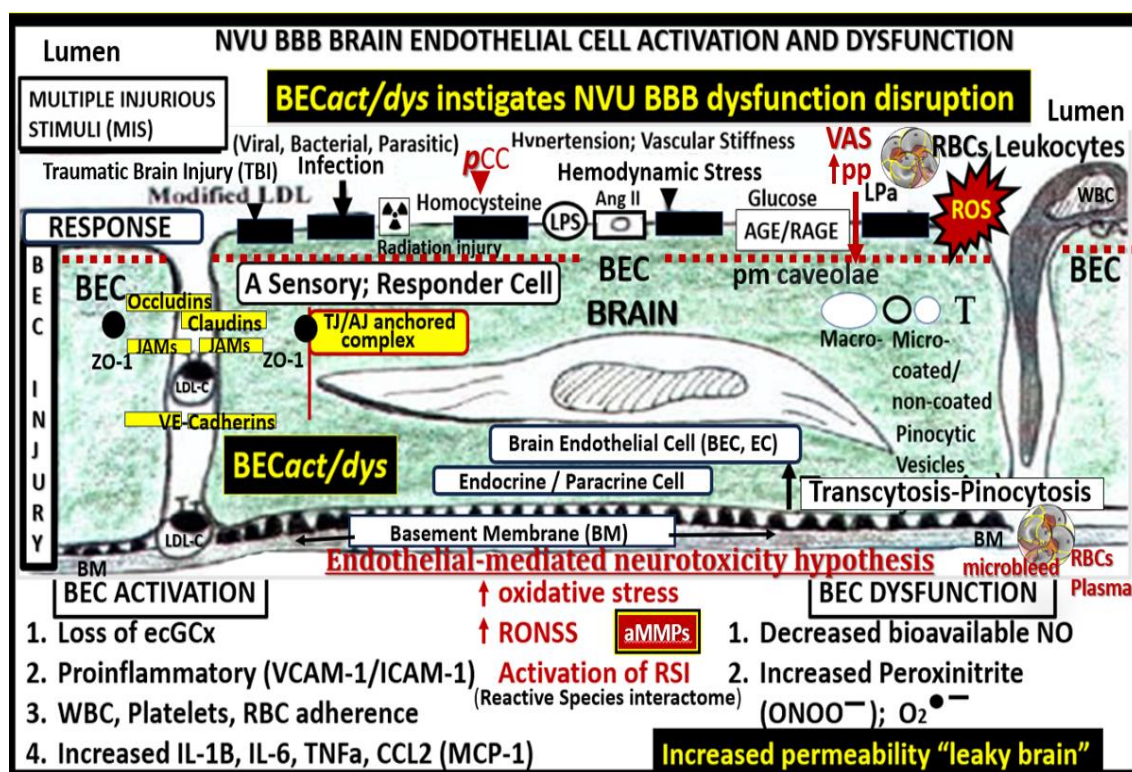 Lumen
NVU BBB BRAIN ENDOTHELIAL CELL ACTIVATION AND DYSFUNCTION
MULTIPLE INJURIOUS
STIMULI (MIS)
BECact/dys instigates NVU BBB dysfunction disruption
Lumen
(Viral, Bacterial, Parasitic)
Hypertension; Vascular Stiffness
VAS
↑pp
RBCs Leukocytes
Traumatic Brain Injury (TBI)
Infection
pCC
Hemodynamic Stress
Modified LDL
Homocysteine
LPS
Ang II
Glucose
AGE/RAGE
LPa
ROS
WBC
RESPONSE
Radiation injury
BEC INJURY
BEC
A Sensory; Responder Cell
BEC
pm caveolae
BEC
Occludins
Claudins
TJ/AJ anchored
complex
BRAIN
JAMs
JAMs
ZO-1
ZO-1
Macro-
Micro-
T
coated/
non-coated
Pinocytic
Vesicles
LDL-C
VE-Cadherins
Brain Endothelial Cell (BEC, EC)
BECact/dys
Endocrine / Paracrine Cell
Transcytosis-Pinocytosis
LDL-C
Basement Membrane (BM)
BM
BM
Endothelial-mediated neurotoxicity hypothesis
microbleed
RBCs
Plasma
BEC ACTIVATION
1. Loss of ecGCx
2. Proinflammatory (VCAM-1/ICAM-1)
3. WBC, Platelets, RBC adherence
4. Increased IL-1B, IL-6, TNFa, CCL2 (MCP-1)
↑ oxidative stress
↑ RONSS
aMMPs
Activation of RSI
(Reactive Species interactome)
BEC DYSFUNCTION
1. Decreased bioavailable NO
2. Increased Peroxinitrite
(ONOO⁻); O₂•⁻
Increased permeability “leaky brain”